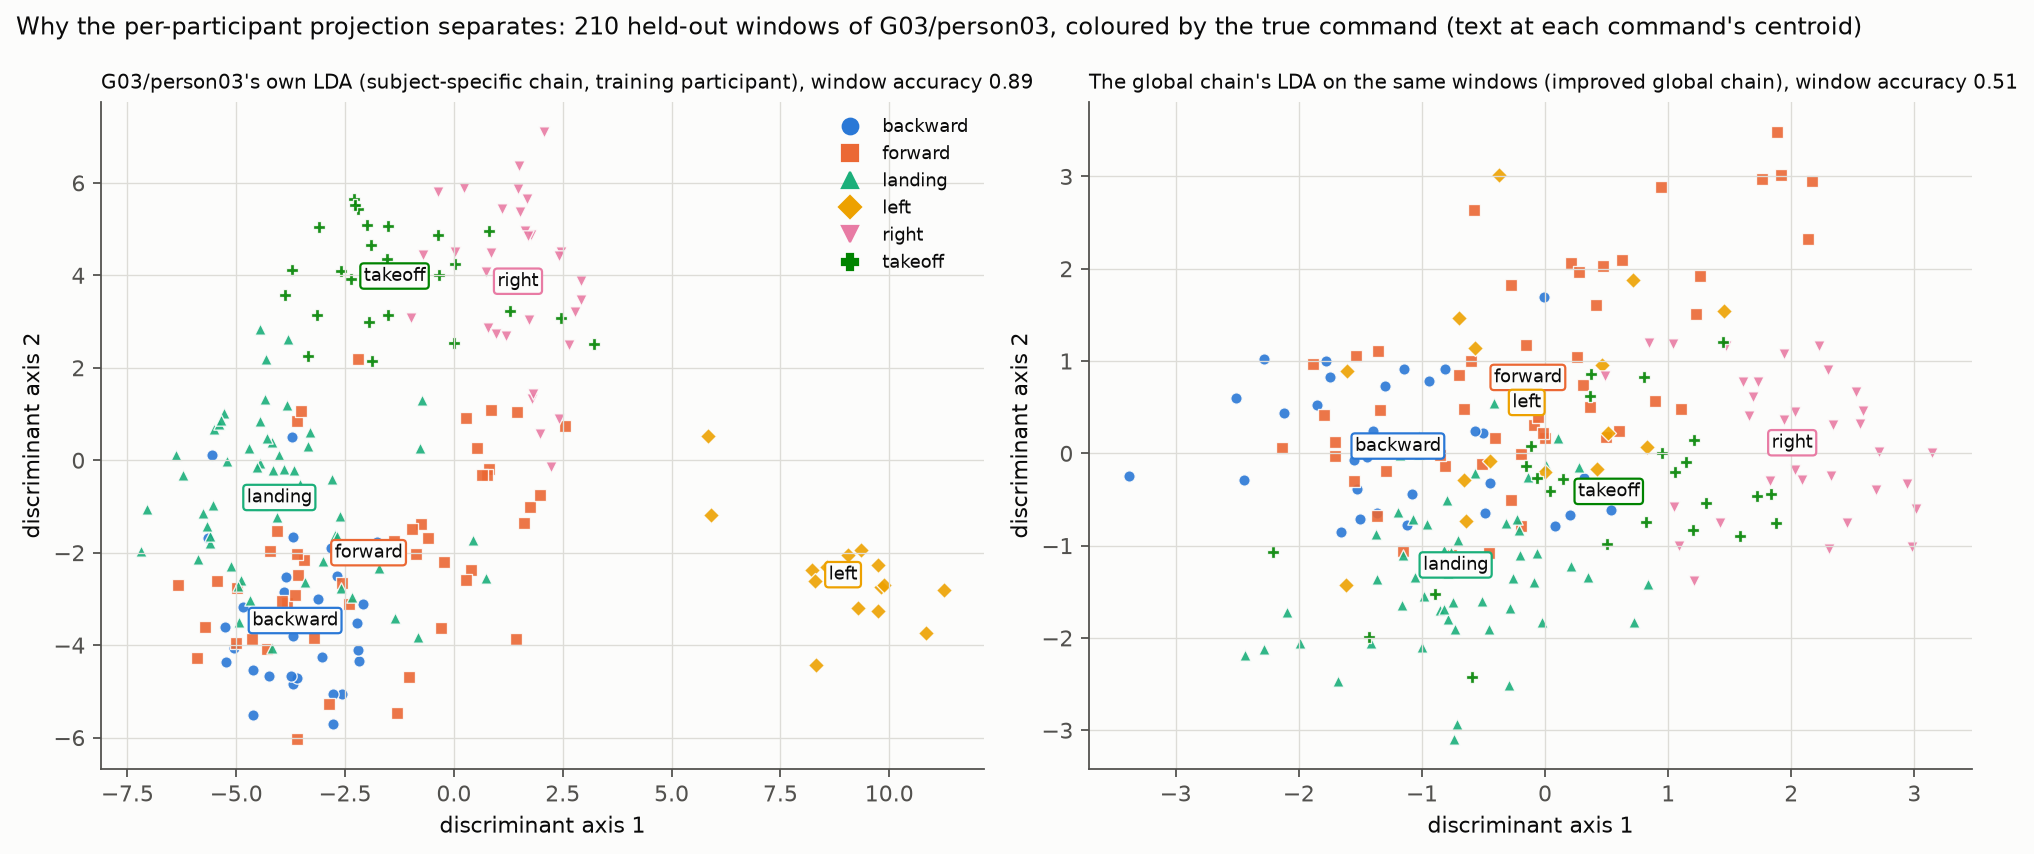 Why the per-participant projection separates: 210 held-out windows of G03/person03, coloured by the true command (text at each command's centroid)
G03/person03's own LDA (subject-specific chain, training participant), window accuracy 0.89
backward
forward
landing
left
right
takeoff
takeoff
right
landing
forward
left
backward
6
4
2
0
−2
−4
−6
discriminant axis 2
−7.5
−5.0
−2.5
0.0
2.5
5.0
7.5
10.0
discriminant axis 1
The global chain's LDA on the same windows (improved global chain), window accuracy 0.51
forward
left
backward
right
takeoff
landing
3
2
1
0
−1
−2
−3
discriminant axis 2
−3
−2
−1
0
1
2
3
discriminant axis 1